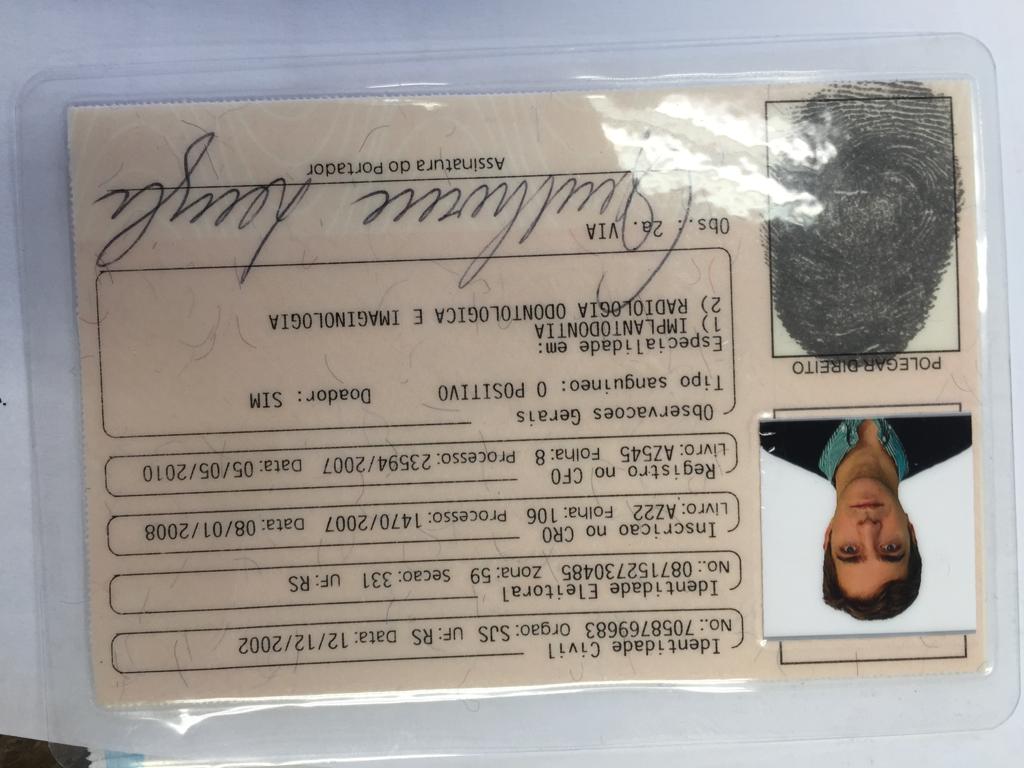 Identidade Civil
No.: 7058769683 Orgao: SJS UF: RS Data: 12/12/2002
Identidade Eleitoral
No.: 087152730485 Zona: 59 Secao: 331 UF: RS
Inscricao no CRO
Livro: AZ22 Folha: 106 Processo: 1470/2007 Data: 08/01/2008
Registro no CFO
Livro: AZ545 Folha: 8 Processo: 23594/2007 Data: 05/05/2010
Observacoes Gerais
Tipo sanguineo: O POSITIVO Doador: SIM
Especialidade em:
1) IMPLANTODONTIA
2) RADIOLOGIA ODONTOLOGICA E IMAGINOLOGIA
Obs.: 2a. VIA
Assinatura do Portador
POLEGAR DIREITO